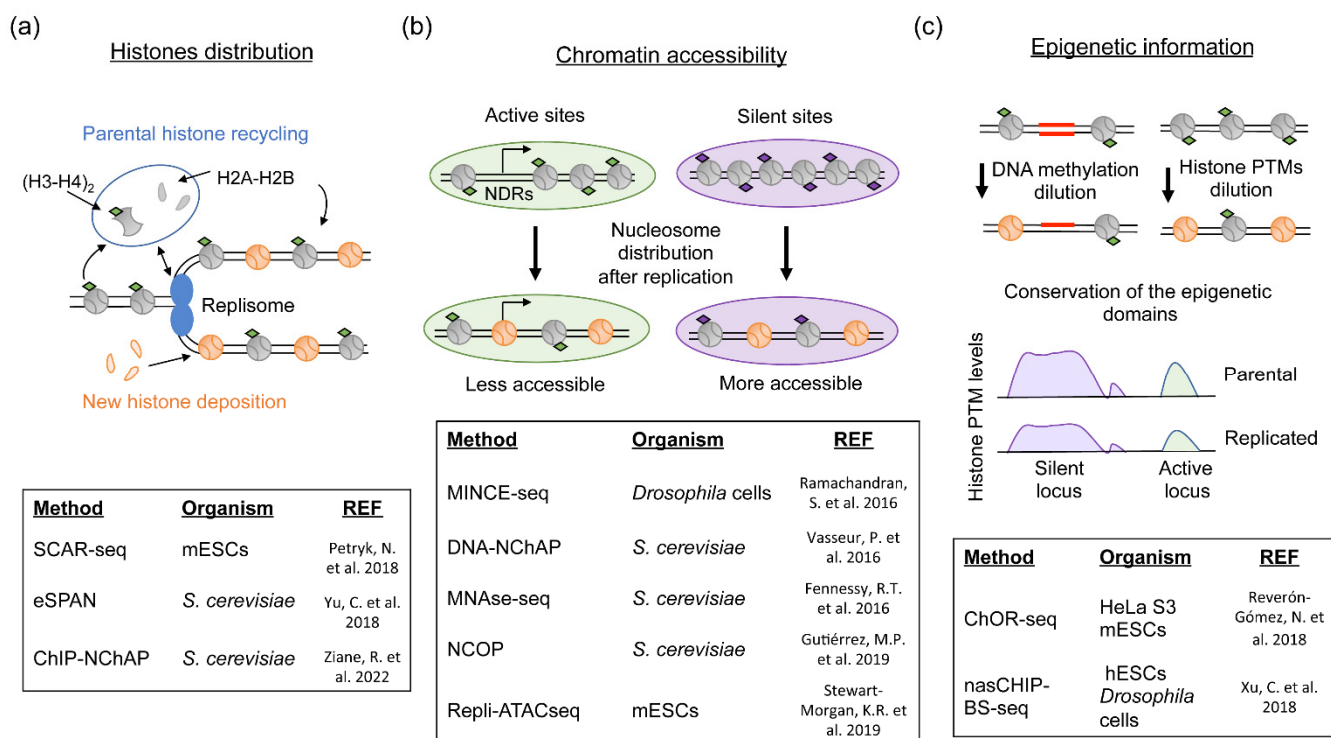 (a)
Histones distribution
Parental histone recycling
(H3-H4)2
H2A-H2B
Replisome
New histone deposition
Method Organism REF
SCAR-seq mESCs Petryk, N.
et al. 2018
eSPAN S. cerevisiae Yu, C. et al.
2018
ChIP-NChAP S. cerevisiae Ziane, R. et
al. 2022
(b)
Chromatin accessibility
Active sites
Silent sites
NDRs
Nucleosome
distribution
after replication
Less accessible
More accessible
Method Organism REF
MINCE-seq Drosophila cells Ramachandran,
S. et al. 2016
DNA-NChAP S. cerevisiae Vasseur, P. et al.
2016
MNAse-seq S. cerevisiae Fennessy, R.T.
et al. 2016
NCOP S. cerevisiae Gutiérrez, M.P.
et al. 2019
Repli-ATACseq mESCs Stewart-
Morgan, K.R. et
al. 2019
(c)
Epigenetic information
DNA methylation
dilution
Histone PTMs
dilution
Conservation of the epigenetic
domains
Histone PTM levels
Parental
Replicated
Silent
locus
Active
locus
Method Organism REF
ChOR-seq HeLa S3
mESCs Reverón-
Gómez, N. et
al. 2018
nasCHIP-
BS-seq hESCs
Drosophila
cells Xu, C. et al.
2018